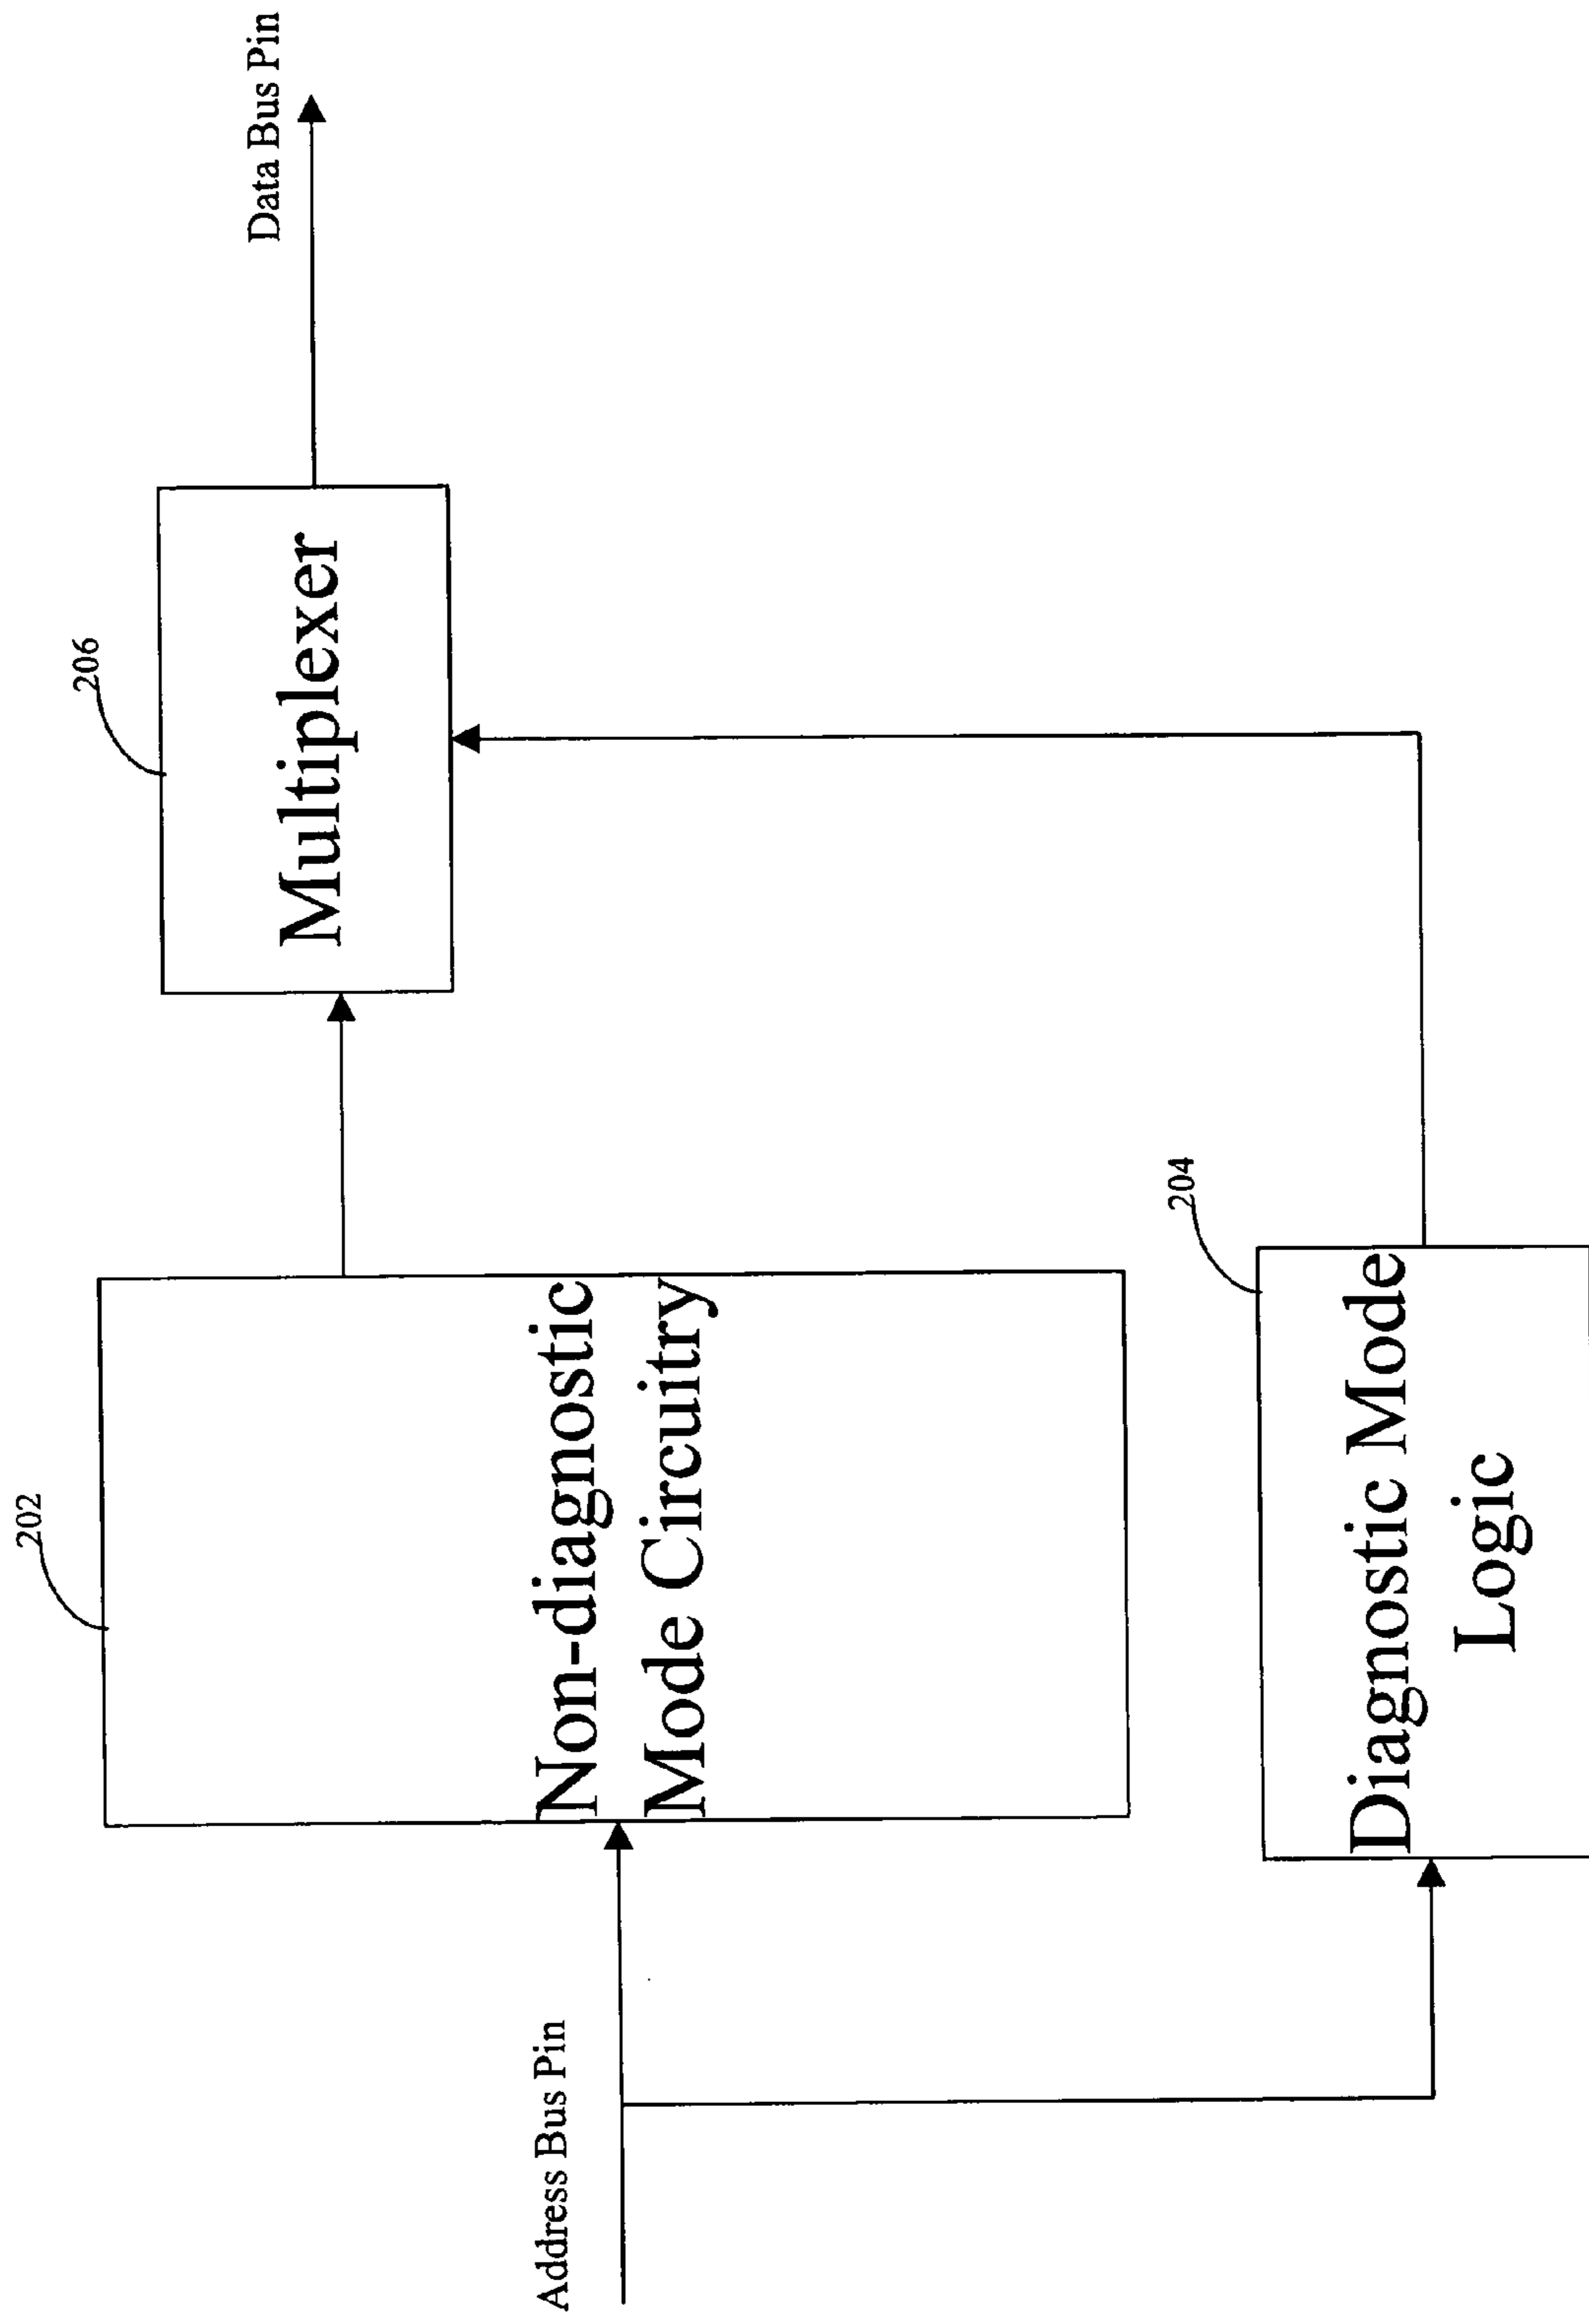 202
206
Data Bus Pin
Multiplexer
Address Bus Pin
Non-diagnostic
Mode Circuitry
204
Diagnostic Mode
Logic